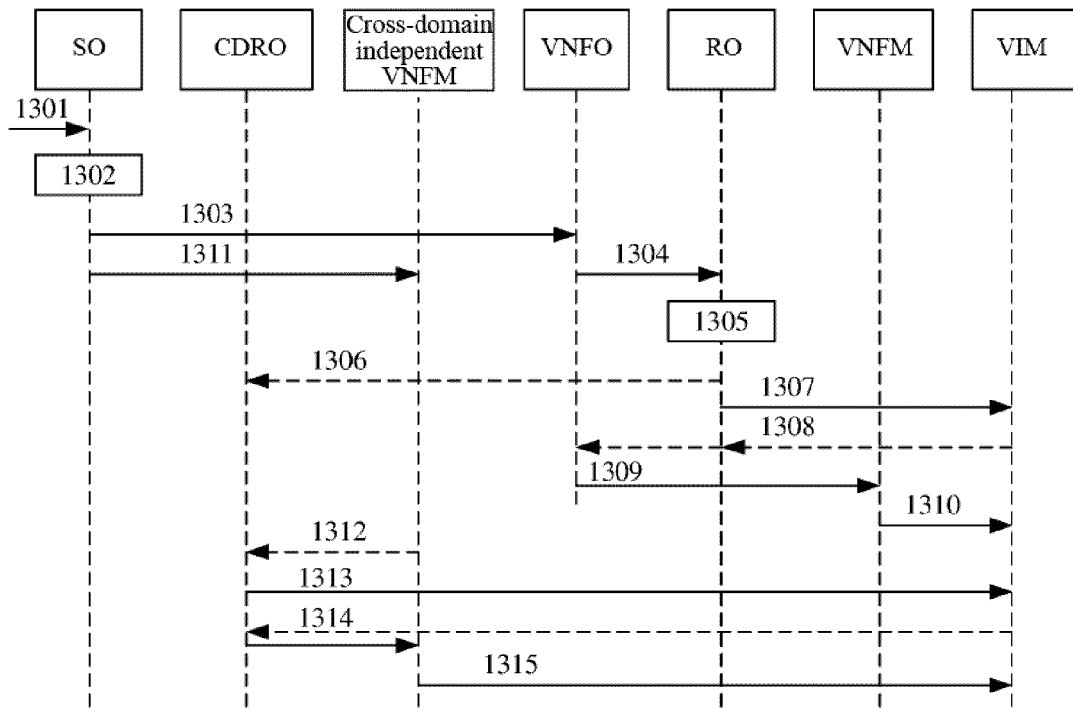 SO
CDRO
Cross-domain
independent
VNFM
VNFO
RO
VNFM
VIM
1301
1302
1303
1311
1304
1305
1306
1307
1308
1309
1310
1312
1313
1314
1315